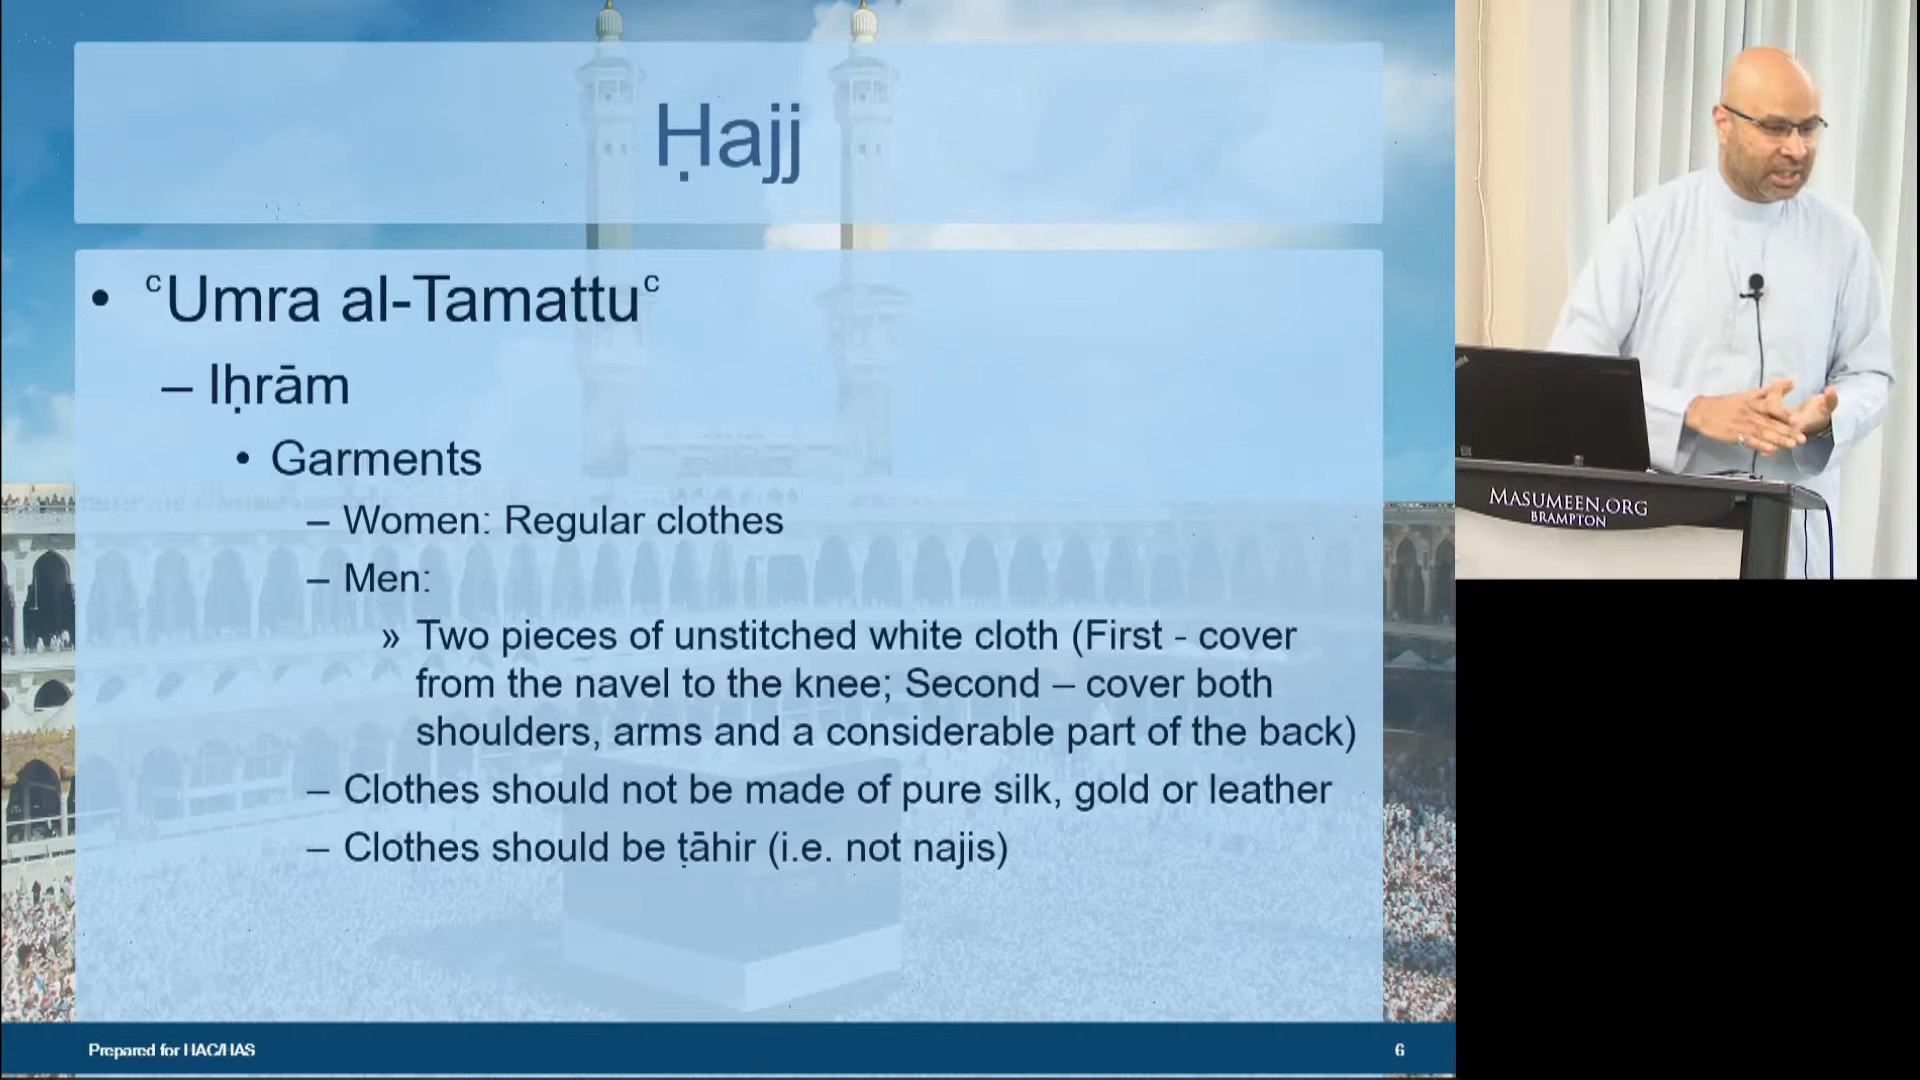 Ḥajj
• ᶜUmra al-Tamattuᶜ
– Iḥrām
• Garments
– Women: Regular clothes
– Men:
» Two pieces of unstitched white cloth (First - cover
from the navel to the knee; Second – cover both
shoulders, arms and a considerable part of the back)
– Clothes should not be made of pure silk, gold or leather
– Clothes should be ṭāhir (i.e. not najis)
Prepared for HAC/HAS
6
MASUMEEN.ORG
BRAMPTON